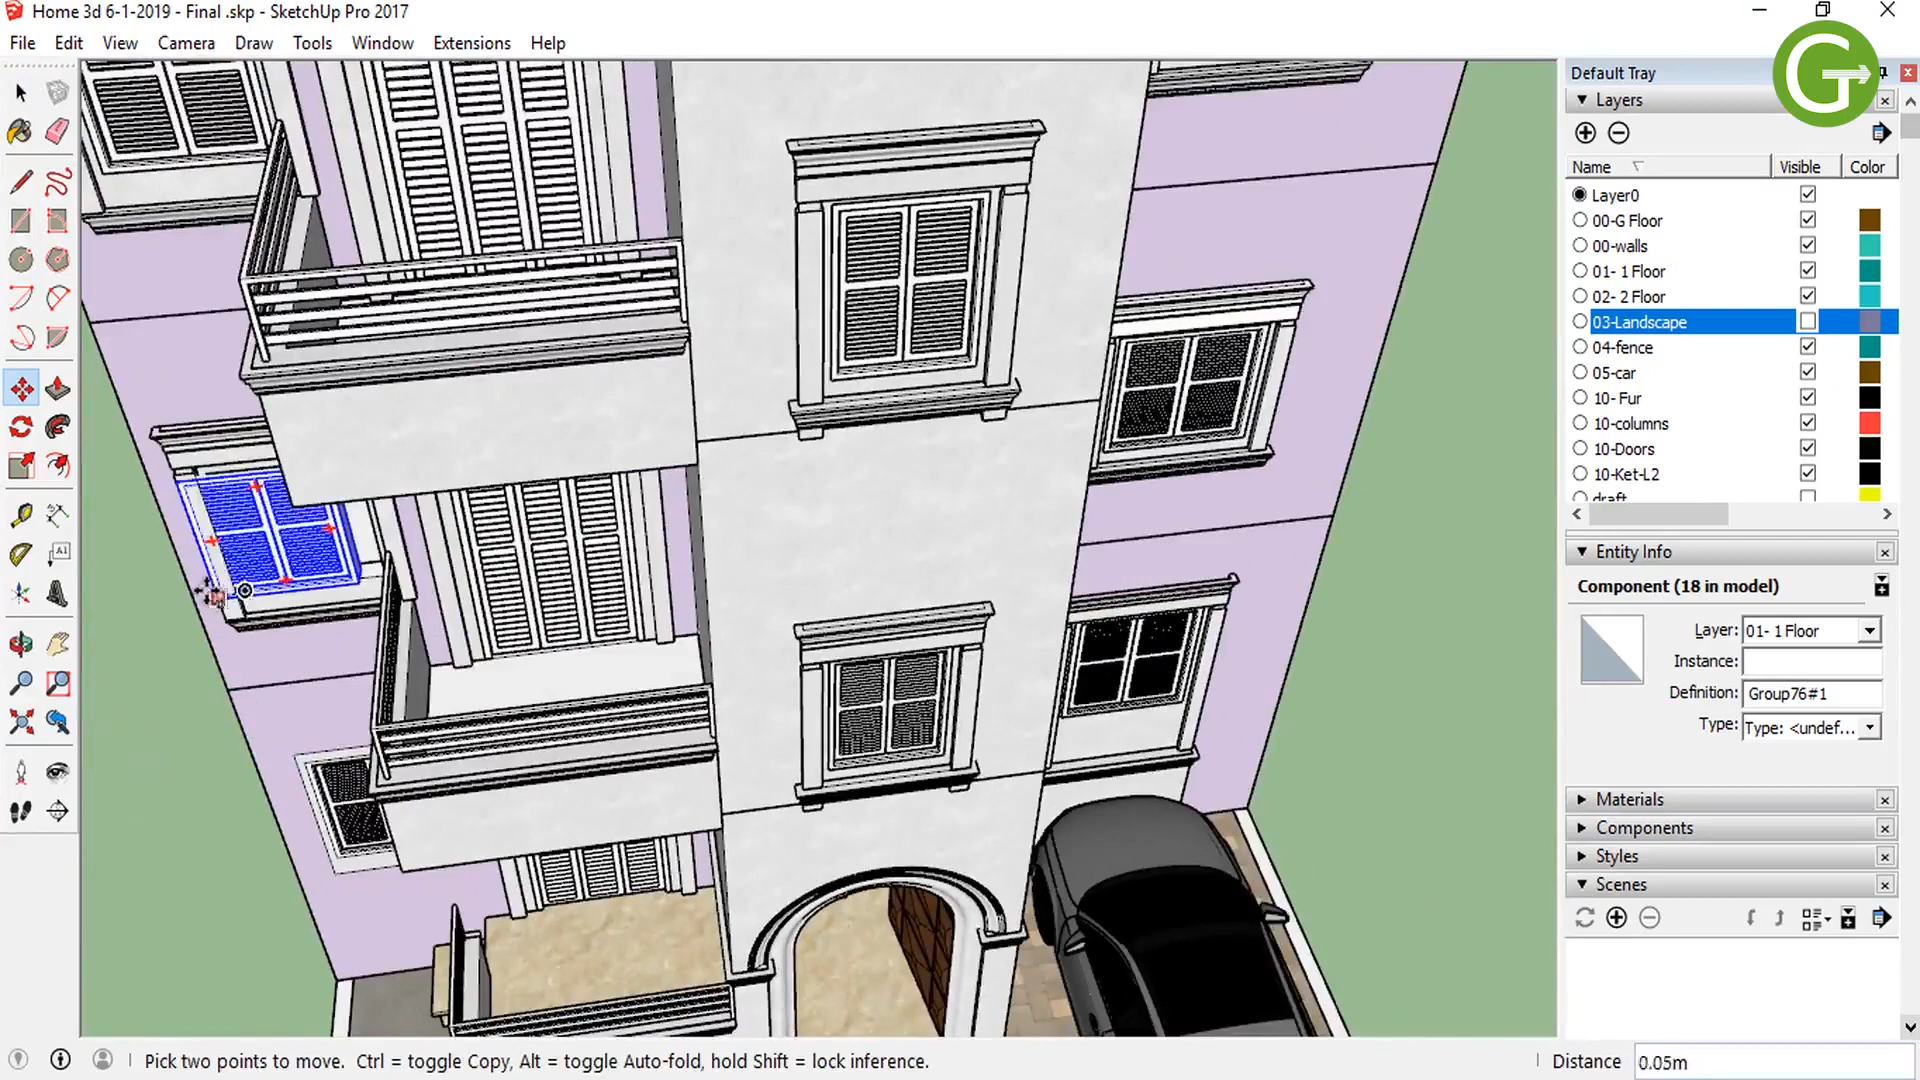 Home 3d 6-1-2019 - Final .skp - SketchUp Pro 2017
File Edit View Camera Draw Tools Window Extensions Help
G
Default Tray
Layers
Name Visible Color
Layer0
00-G Floor
00-walls
01- 1 Floor
02- 2 Floor
03-Landscape
04-fence
05-car
10- Fur
10-columns
10-Doors
10-Ket-L2
draft
Entity Info
Component (18 in model)
Layer: 01- 1 Floor
Instance:
Definition: Group76#1
Type: Type: <undef...
Materials
Components
Styles
Scenes
Pick two points to move. Ctrl = toggle Copy, Alt = toggle Auto-fold, hold Shift = lock inference.
Distance 0.05m